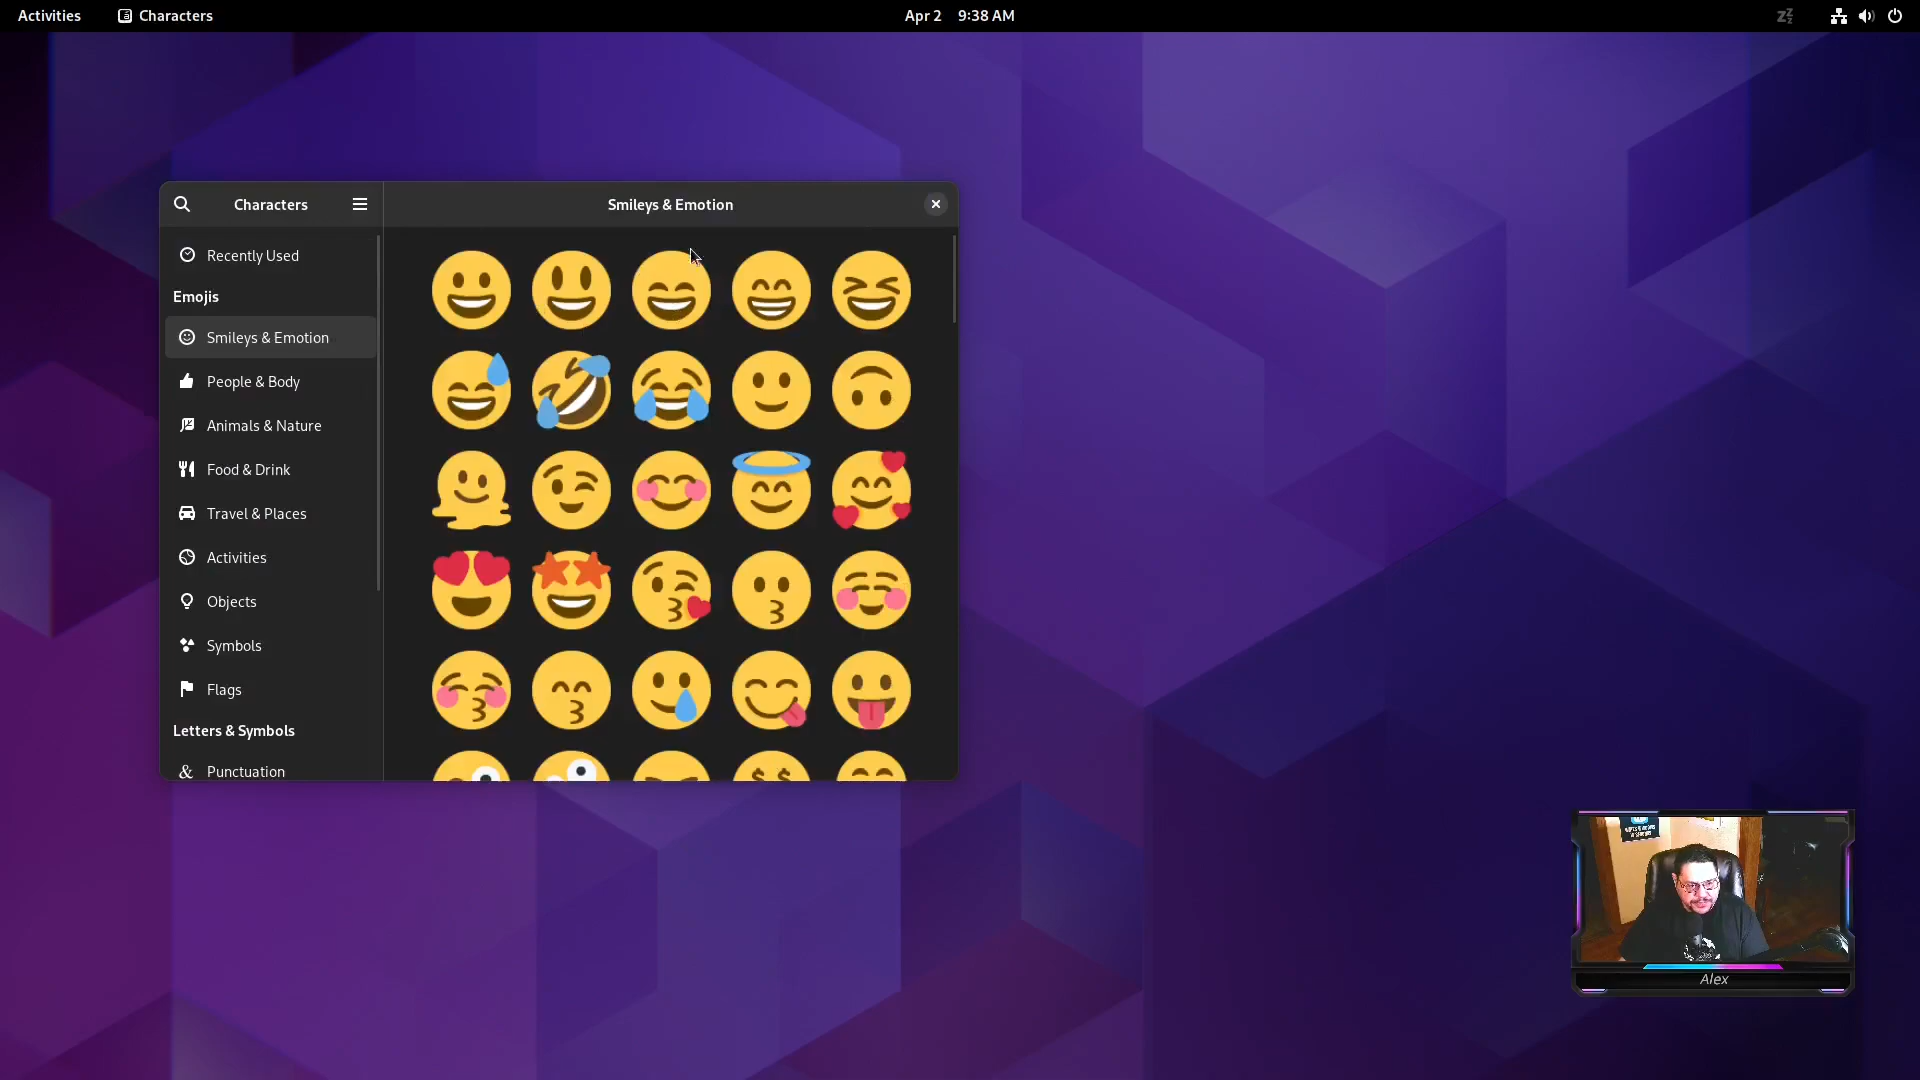 Activities
Characters
Apr 2 9:38 AM
Characters
Smileys & Emotion
Recently Used
Emojis
Smileys & Emotion
People & Body
Animals & Nature
Food & Drink
Travel & Places
Activities
Objects
Symbols
Flags
Letters & Symbols
& Punctuation
Alex